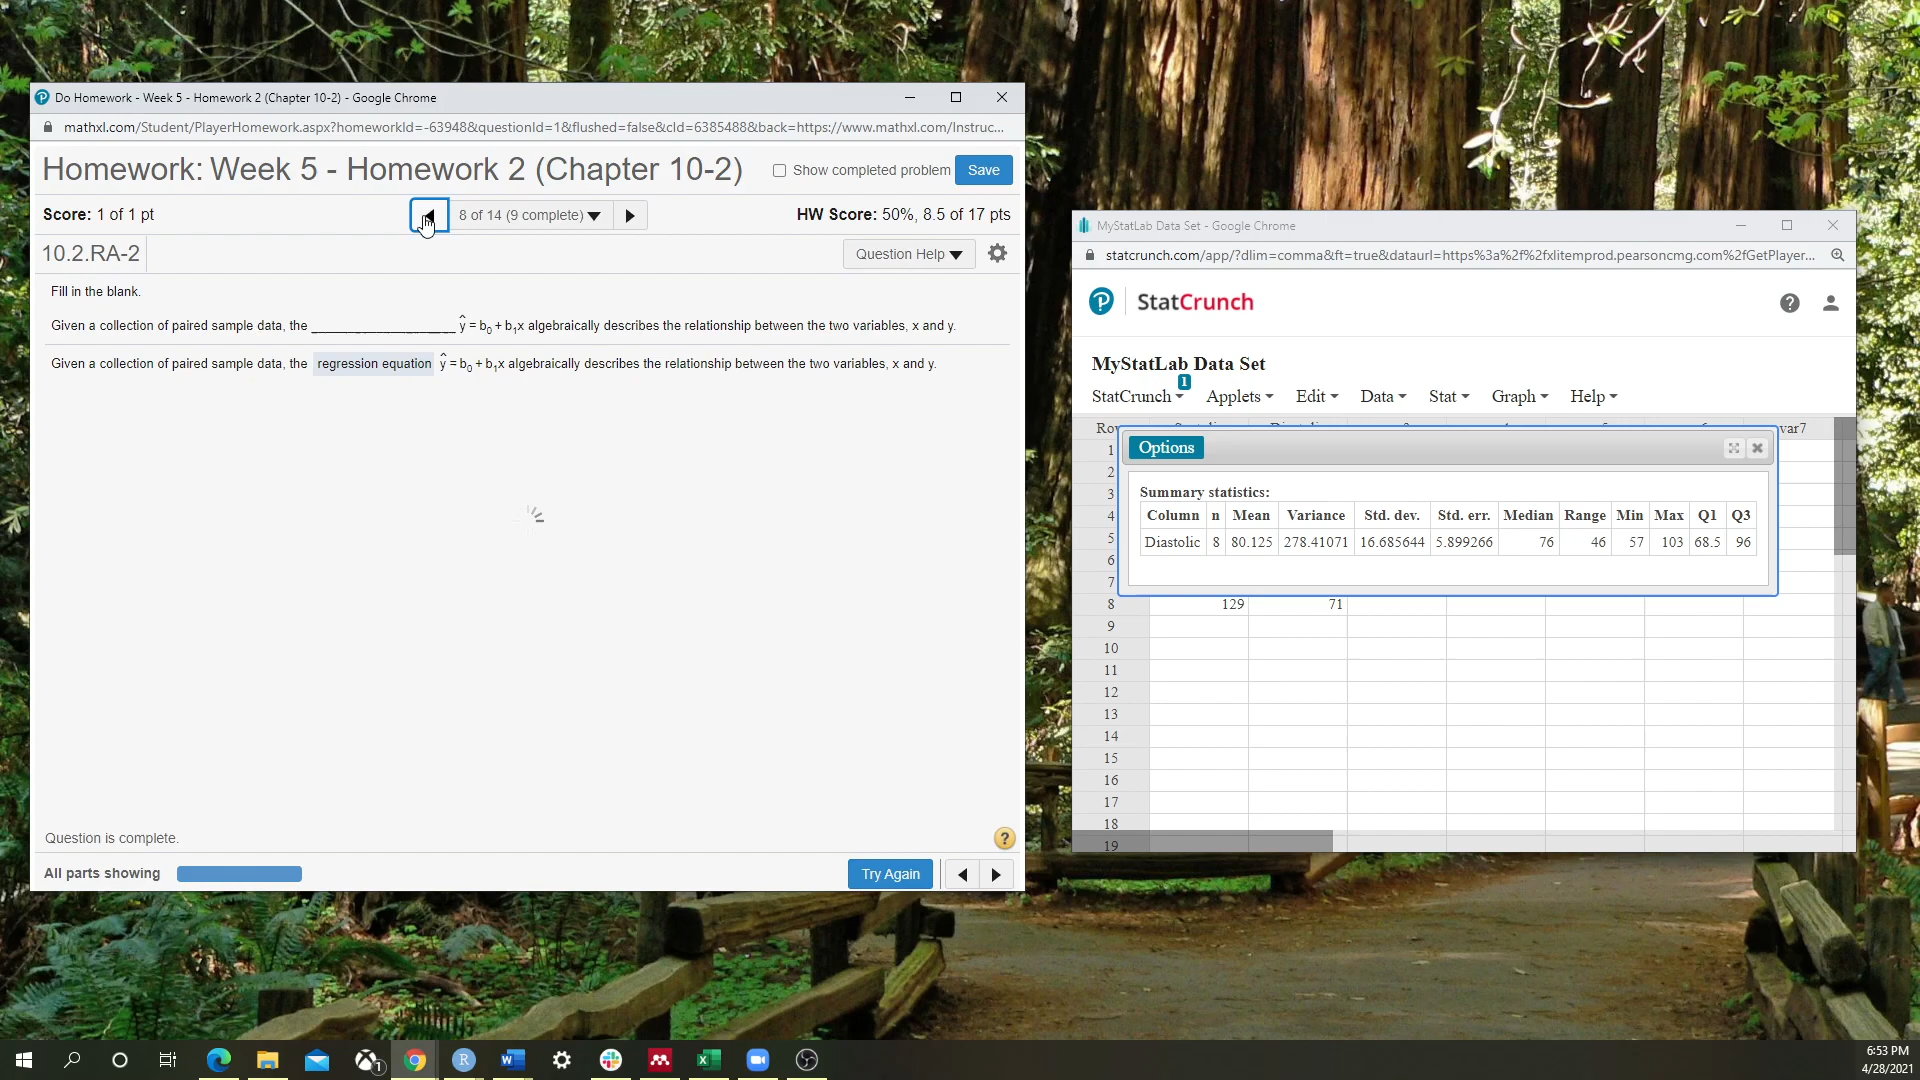 Do Homework - Week 5 - Homework 2 (Chapter 10-2) - Google Chrome
mathxl.com/Student/PlayerHomework.aspx?homeworkId=-63948&questionId=1&flushed=false&cId=6385488&back=https://www.mathxl.com/Instruc...
Homework: Week 5 - Homework 2 (Chapter 10-2)
Show completed problem
Save
Score: 1 of 1 pt
8 of 14 (9 complete)
HW Score: 50%, 8.5 of 17 pts
10.2.RA-2
Question Help
Fill in the blank.
Given a collection of paired sample data, the ____________________ ŷ = b₀ + b₁x algebraically describes the relationship between the two variables, x and y.
Given a collection of paired sample data, the regression equation ŷ = b₀ + b₁x algebraically describes the relationship between the two variables, x and y.
Question is complete.
?
All parts showing
Try Again
MyStatLab Data Set - Google Chrome
statcrunch.com/app/?dlim=comma&ft=true&dataurl=https%3a%2f%2fxlitemprod.pearsoncmg.com%2fGetPlayer...
StatCrunch
MyStatLab Data Set
1
StatCrunch Applets Edit Data Stat Graph Help
var7
Options
Summary statistics:
Column n Mean Variance Std. dev. Std. err. Median Range Min Max Q1 Q3
Diastolic 8 80.125 278.41071 16.685644 5.899266 76 46 57 103 68.5 96
1
2
3
4
5
6
7
8 129 71
9
10
11
12
13
14
15
16
17
18
19
6:53 PM
4/28/2021